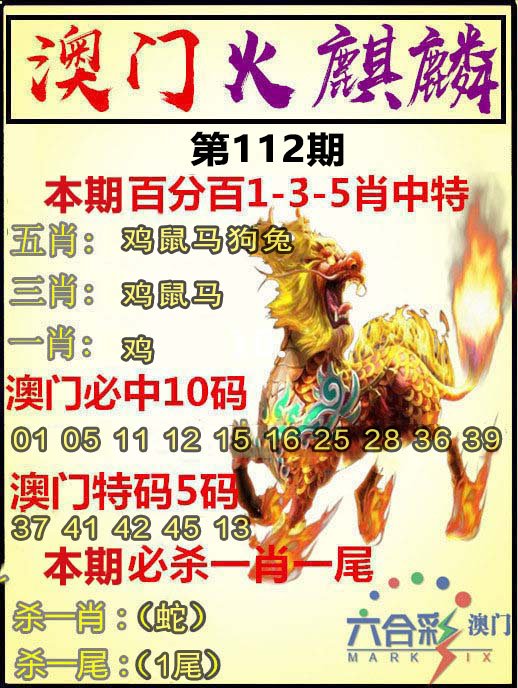 澳门火麒麟
第112期
本期百分百1-3-5肖中特
五肖：鸡鼠马狗兔
三肖：鸡鼠马
一肖：鸡
澳门必中10码
01 05 11 12 15 16 25 28 36 39
澳门特码5码
37 41 42 45 13
本期必杀一肖一尾
杀一肖：(蛇)
杀一尾：(1尾)
六合彩澳门
MARK SIX